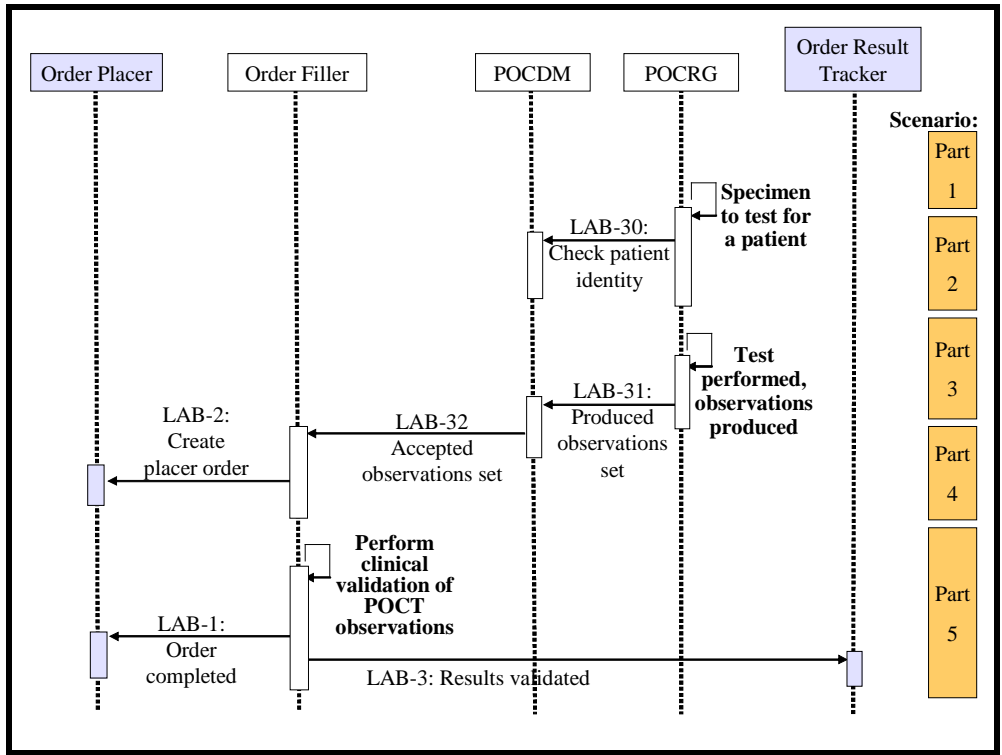 Order Placer
Order Filler
POCDM
POCRG
Order Result
Tracker
Scenario:
Part
1
Specimen
to test for
a patient
LAB-30:
Check patient
identity
Part
2
Test
performed,
observations
produced
Part
3
LAB-31:
Produced
observations
set
LAB-32
Accepted
observations set
LAB-2:
Create
placer order
Part
4
Perform
clinical
validation of
POCT
observations
LAB-1:
Order
completed
LAB-3: Results validated
Part
5